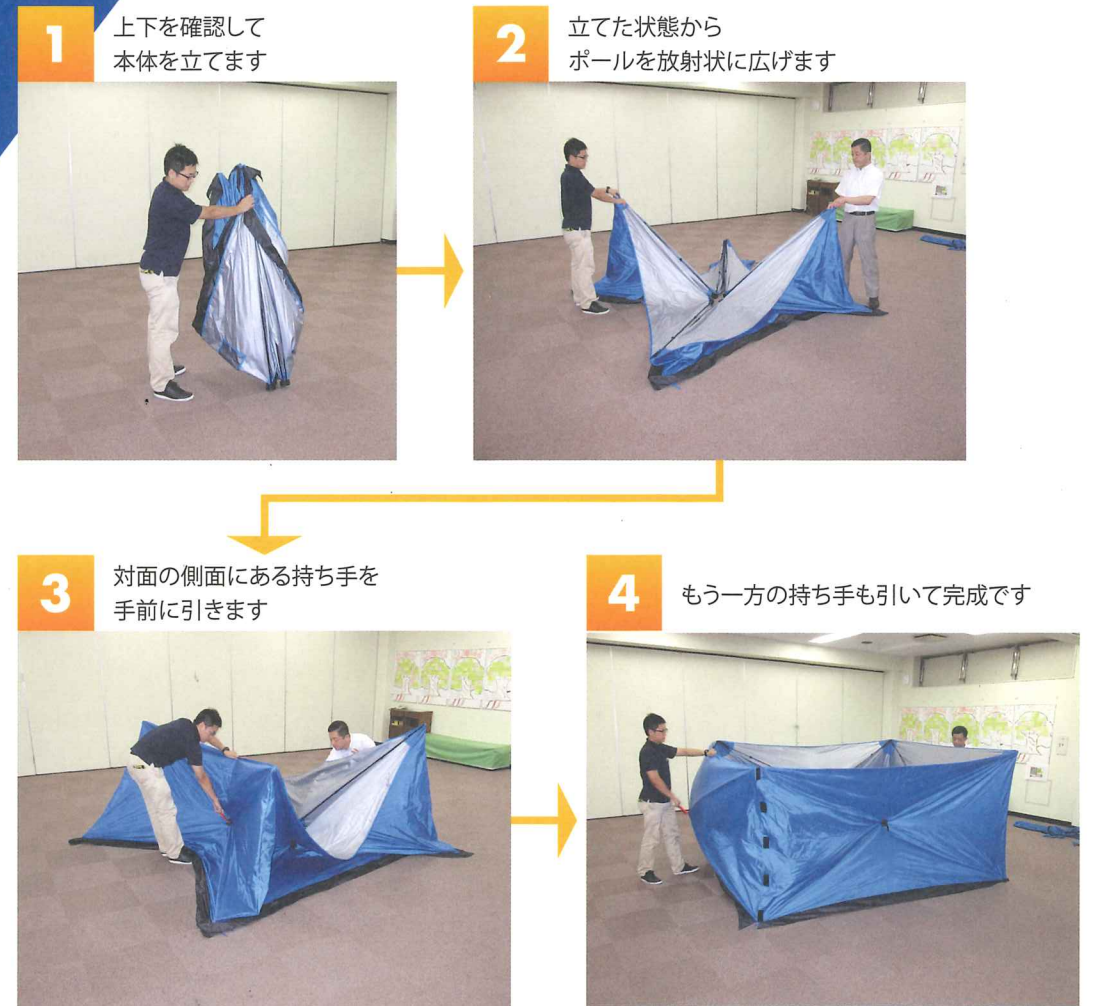 1
上下を確認して
本体を立てます
2
立てた状態から
ポールを放射状に広げます
3
対面の側面にある持ち手を
手前に引きます
4
もう一方の持ち手も引いて完成です